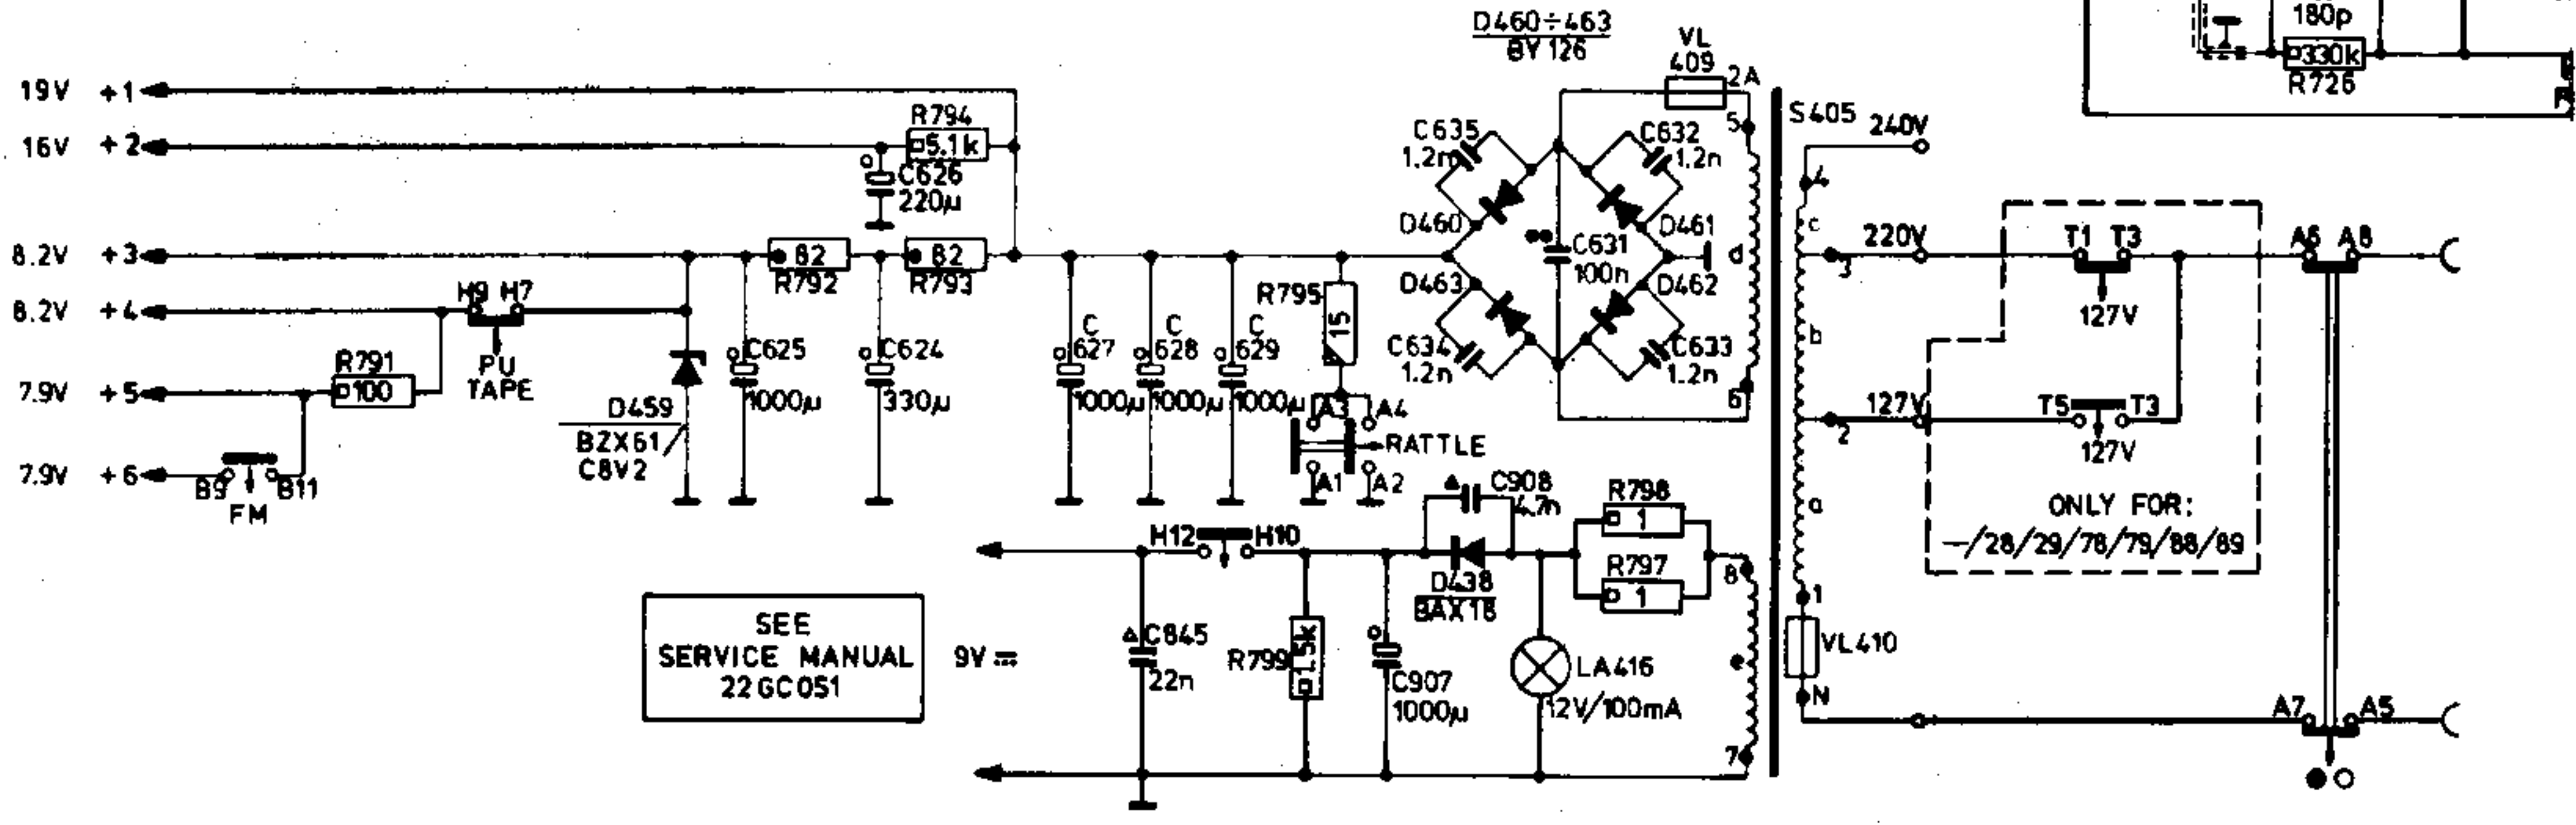 D460÷463
BY 126
VL
409
2A
180p
330k
R726
19V +1
16V +2
8.2V +3
8.2V +4
7.9V +5
7.9V +6
R794
5.1k
C626
220µ
82
R792
82
R793
H9 H7
PU
TAPE
R791
100
B9 B11
FM
D459
BZX61
C8V2
C625
1000µ
C624
330µ
C
627
1000µ
C
628
1000µ
C
629
1000µ
R795
15
A3 A4
RATTLE
A1 A2
C635
1.2n
C632
1.2n
D460
D461
C631
100n
D463
D462
C634
1.2n
C633
1.2n
5
d
6
S405
240V
4
c
220V
3
b
127V
2
a
1
VL410
N
T1 T3
127V
T5 T3
127V
ONLY FOR:
-/28/29/78/79/88/89
A6 A8
A7 A5
H12 H10
C908
4.7n
D438
BAX18
R798
1
R797
1
8
e
7
C845
22n
R799
1.5k
C907
1000µ
LA416
12V/100mA
9V
SEE
SERVICE MANUAL
22GC051